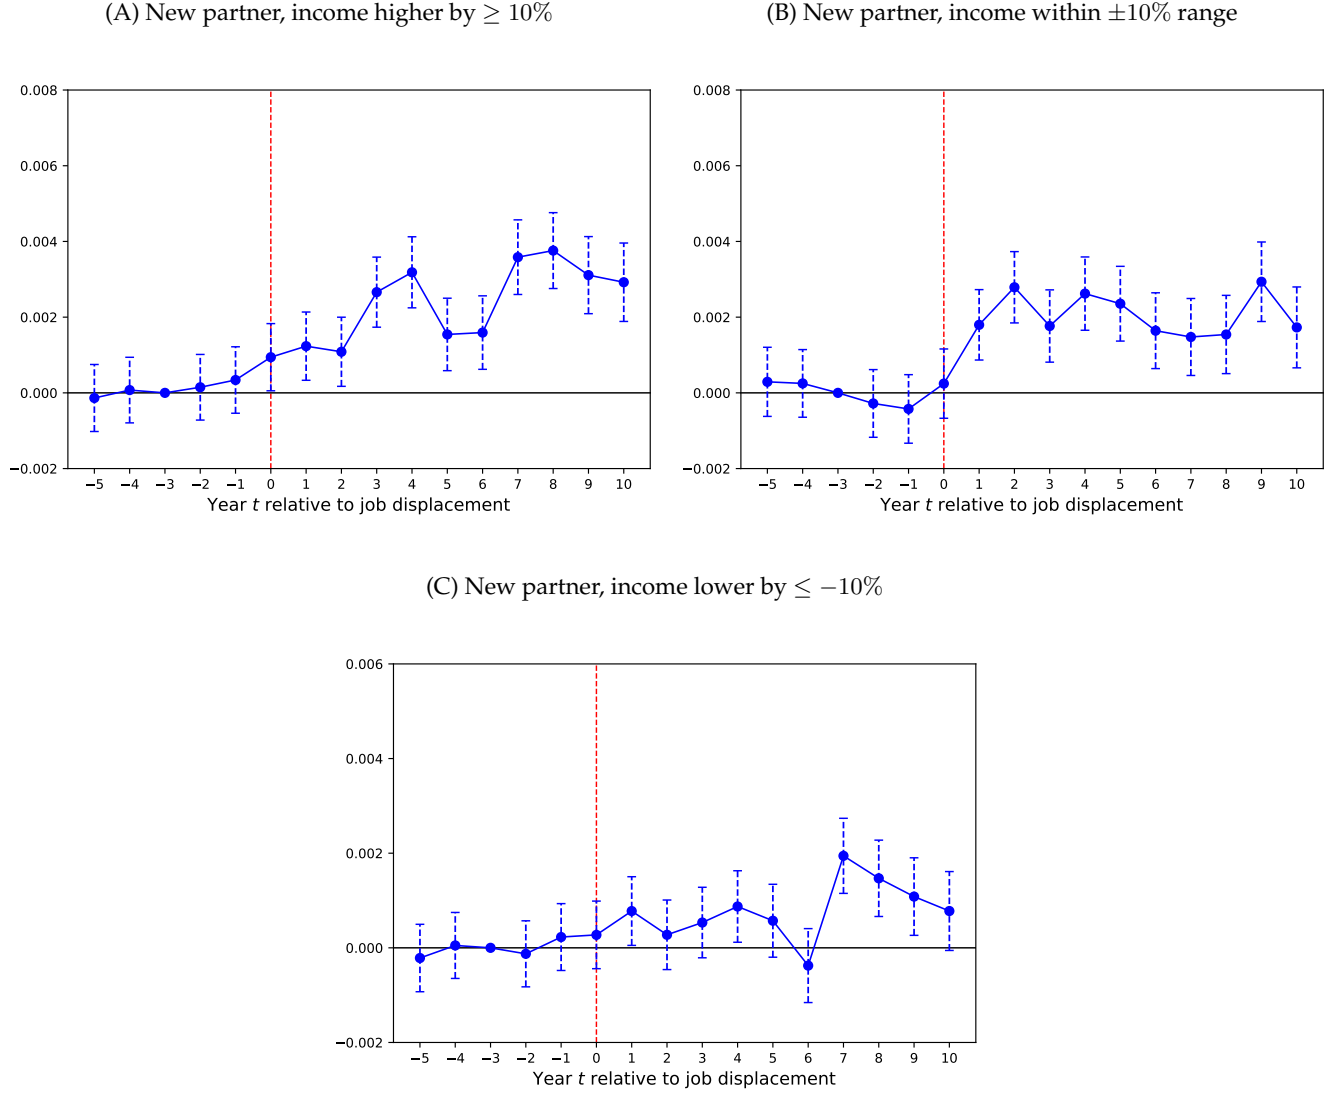 (A) New partner, income higher by ≥ 10%
0.008
0.006
0.004
0.002
0.000
−0.002
−5 −4 −3 −2 −1 0 1 2 3 4 5 6 7 8 9 10
Year t relative to job displacement
(B) New partner, income within ±10% range
0.008
0.006
0.004
0.002
0.000
−0.002
−5 −4 −3 −2 −1 0 1 2 3 4 5 6 7 8 9 10
Year t relative to job displacement
(C) New partner, income lower by ≤ −10%
0.006
0.004
0.002
0.000
−0.002
−5 −4 −3 −2 −1 0 1 2 3 4 5 6 7 8 9 10
Year t relative to job displacement